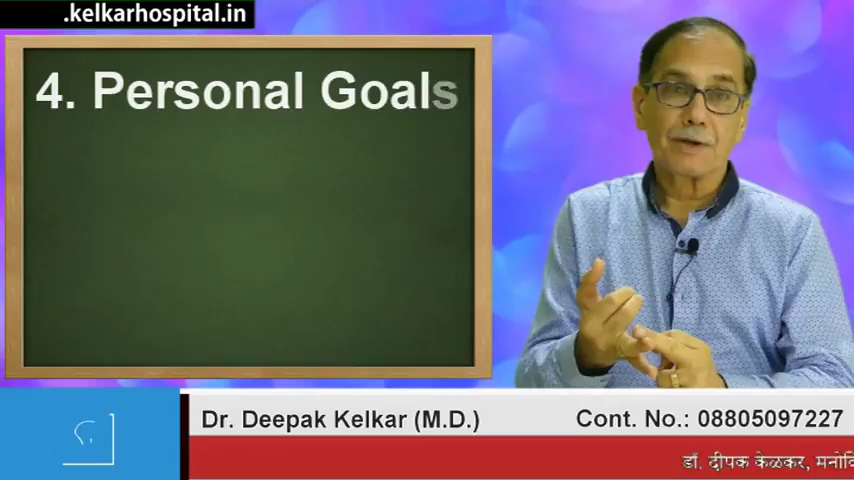 .kelkarhospital.in
4. Personal Goals
Dr. Deepak Kelkar (M.D.)
Cont. No.: 08805097227
डॉ. दीपक केळकर,